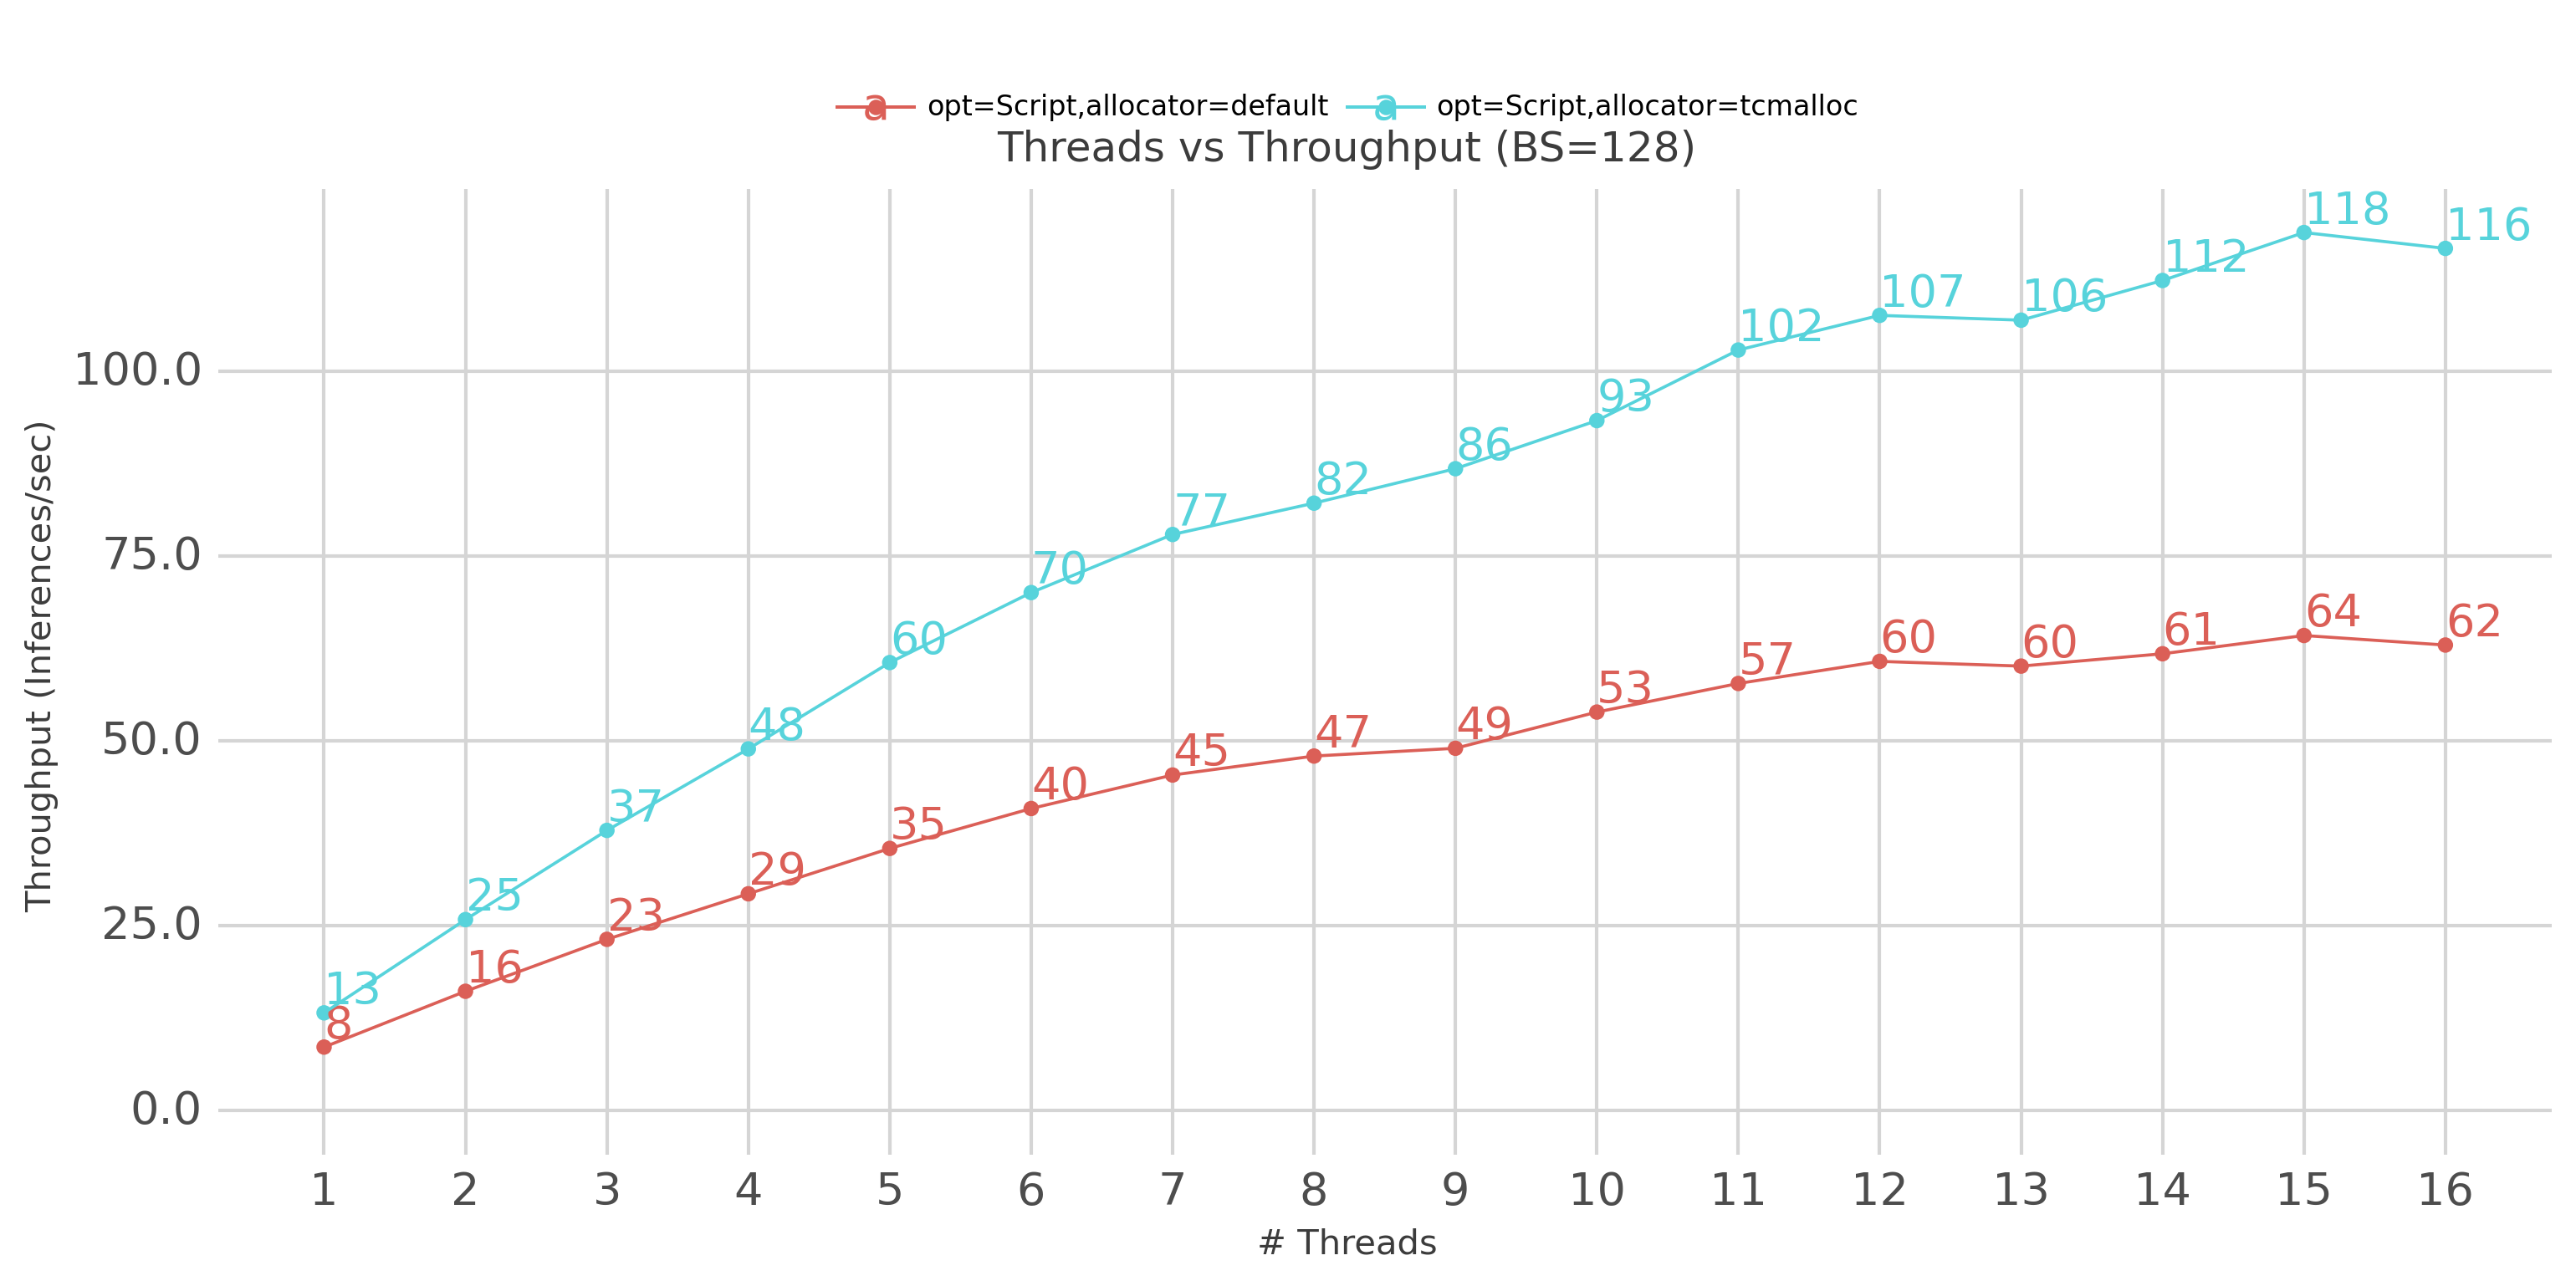 a opt=Script,allocator=default a opt=Script,allocator=tcmalloc
Threads vs Throughput (BS=128)
Throughput (Inferences/sec)
100.0
75.0
50.0
25.0
0.0
13 25 37 48 60 70 77 82 86 93 102 107 106 112 118 116
8 16 23 29 35 40 45 47 49 53 57 60 60 61 64 62
1 2 3 4 5 6 7 8 9 10 11 12 13 14 15 16
# Threads